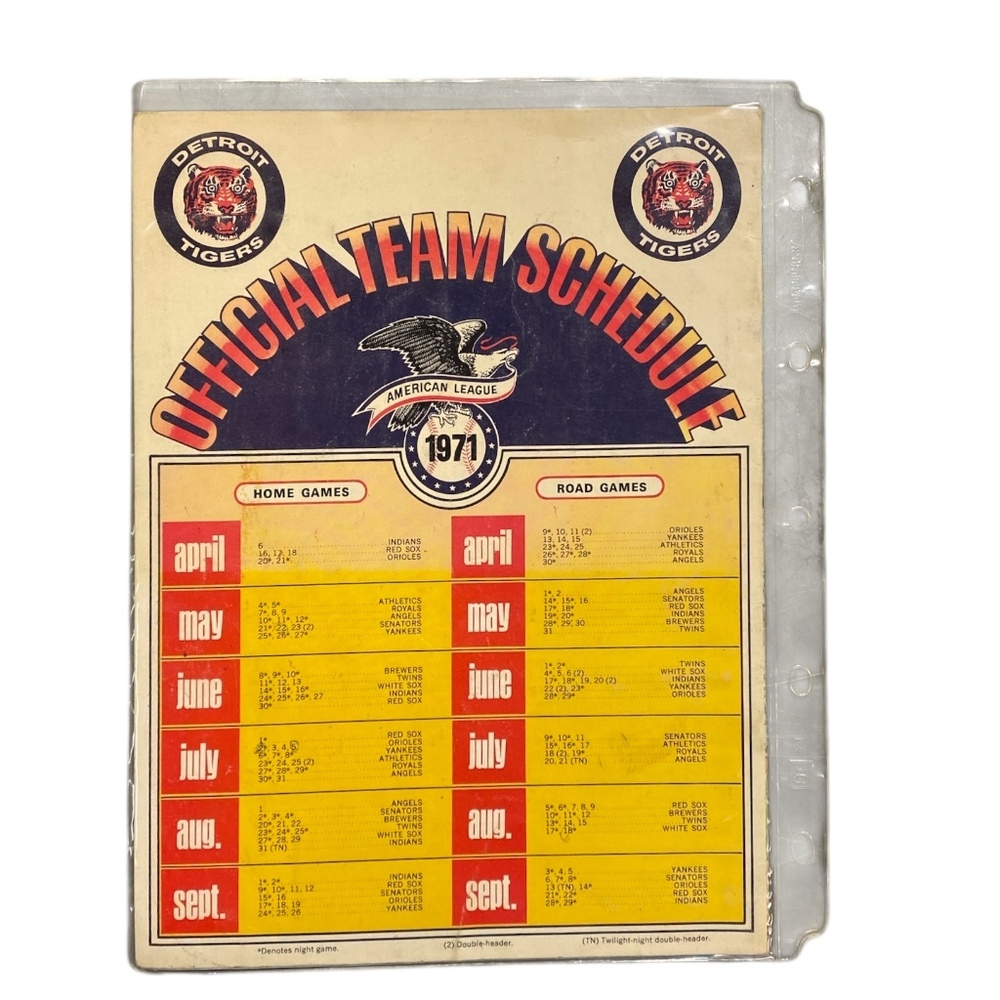 DETROIT
TIGERS
DETROIT
TIGERS
OFFICIAL TEAM SCHEDULE
AMERICAN LEAGUE
1971
HOME GAMES
april
6 INDIANS
16, 17, 18 RED SOX
20*, 21* ORIOLES
may
4*, 5* ATHLETICS
7*, 8, 9 ROYALS
10*, 11*, 12* ANGELS
21*, 22, 23 (2) SENATORS
25*, 26*, 27* YANKEES
june
8*, 9*, 10* BREWERS
11*, 12, 13 TWINS
14*, 15*, 16* WHITE SOX
24*, 25*, 26*, 27 INDIANS
30* RED SOX
july
1* RED SOX
2*, 3, 4, 5 ORIOLES
6*, 7*, 8* YANKEES
23*, 24, 25 (2) ATHLETICS
27*, 28*, 29* ROYALS
30*, 31 ANGELS
aug.
1 ANGELS
2*, 3*, 4* SENATORS
20*, 21, 22 BREWERS
23*, 24*, 25* TWINS
27*, 28, 29 WHITE SOX
31 (TN) INDIANS
sept.
1*, 2* INDIANS
9*, 10*, 11, 12 RED SOX
15*, 16 SENATORS
17*, 18, 19 ORIOLES
24*, 25, 26 YANKEES
ROAD GAMES
april
9*, 10, 11 (2) ORIOLES
13, 14, 15 YANKEES
23*, 24, 25 ATHLETICS
26*, 27*, 28* ROYALS
30* ANGELS
may
1*, 2 ANGELS
14*, 15*, 16 SENATORS
17*, 18* RED SOX
19*, 20* INDIANS
28*, 29, 30 BREWERS
31 TWINS
june
1*, 2* TWINS
4*, 5, 6 (2) WHITE SOX
17*, 18*, 19, 20 (2) INDIANS
22 (2), 23* YANKEES
28*, 29* ORIOLES
july
9*, 10*, 11 SENATORS
15*, 16*, 17 ATHLETICS
18 (2), 19* ROYALS
20, 21 (TN) ANGELS
aug.
5*, 6*, 7, 8, 9 RED SOX
10*, 11*, 12 BREWERS
13*, 14, 15 TWINS
17*, 18* WHITE SOX
sept.
3*, 4, 5 YANKEES
6, 7*, 8* SENATORS
13 (TN), 14* ORIOLES
21*, 22* RED SOX
28*, 29* INDIANS
*Denotes night game.
(2) Double-header.
(TN) Twilight-night double-header.